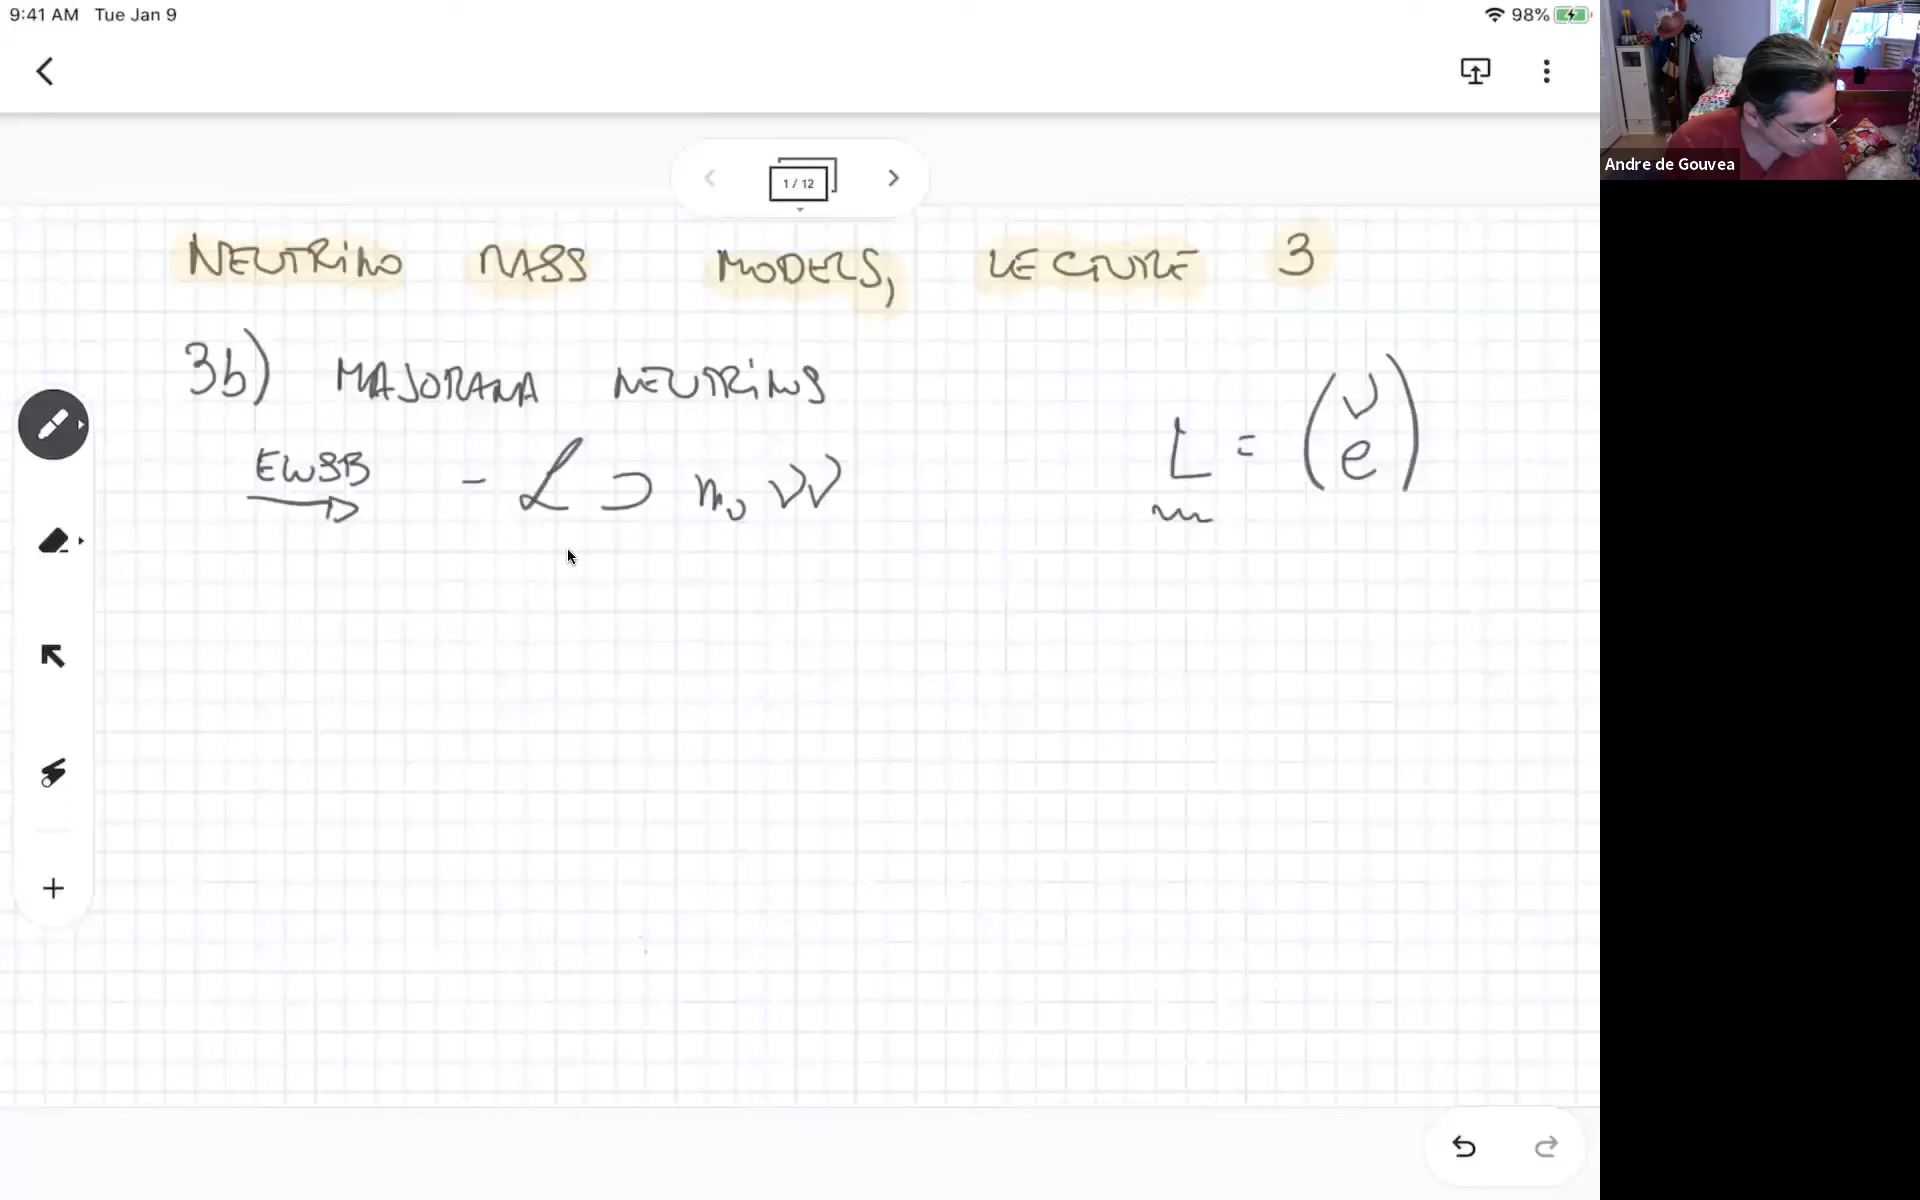 9:41 AM Tue Jan 9
98%
Andre de Gouvea
1 / 12
NEUTRINO MASS MODELS, LECTURE 3
3b) MAJORANA NEUTRINOS
L = (ν e)
EWSB → - ℒ ⊃ m_ν νν